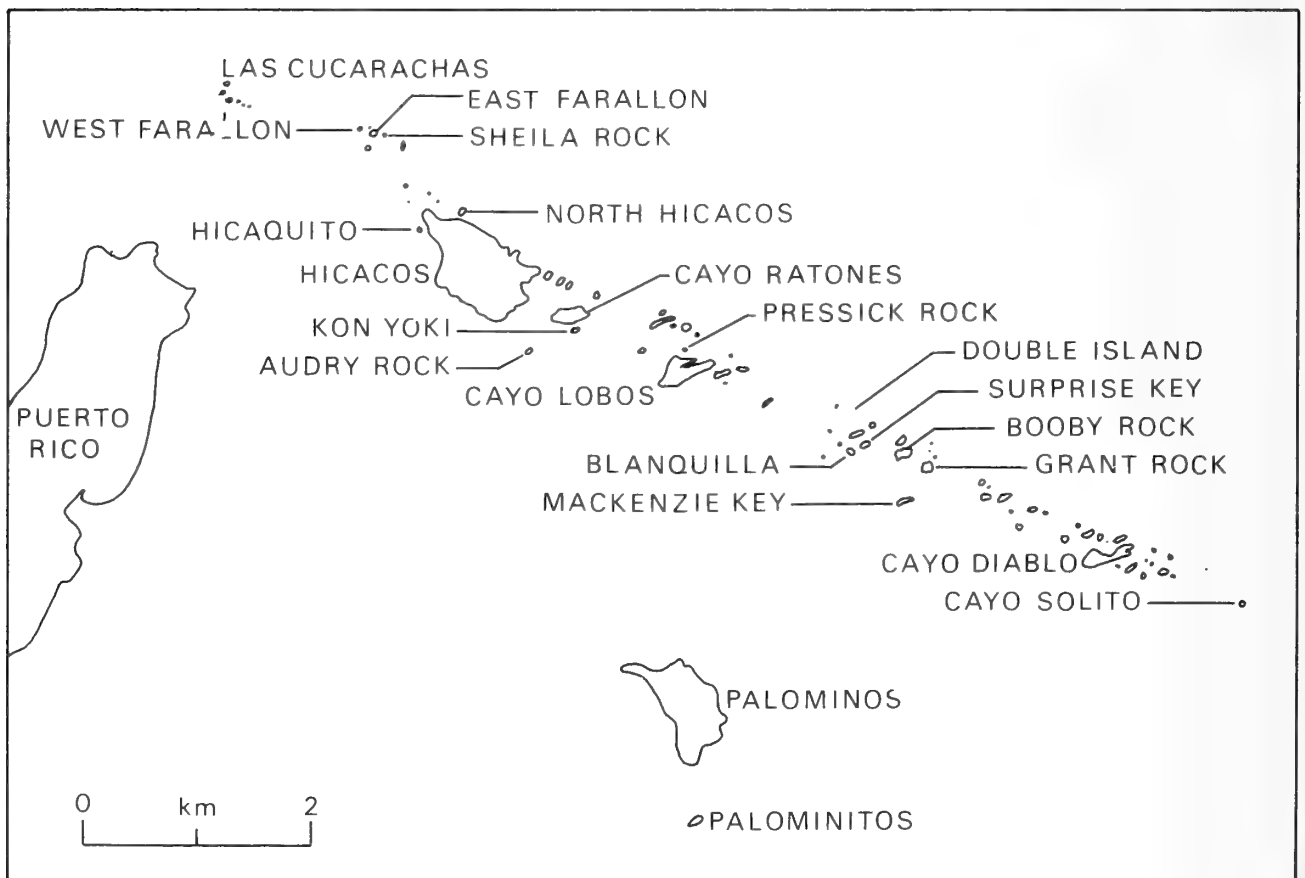 LAS CUCARACHAS
EAST FARALLON
WEST FARALLON
SHEILA ROCK
NORTH HICACOS
HICAQUITO
HICACOS
CAYO RATONES
PRESSICK ROCK
KON YOKI
AUDRY ROCK
CAYO LOBOS
DOUBLE ISLAND
SURPRISE KEY
PUERTO
RICO
BOOBY ROCK
BLANQUILLA
GRANT ROCK
MACKENZIE KEY
CAYO DIABLO
CAYO SOLITO
PALOMINOS
0 km 2
PALOMINITOS